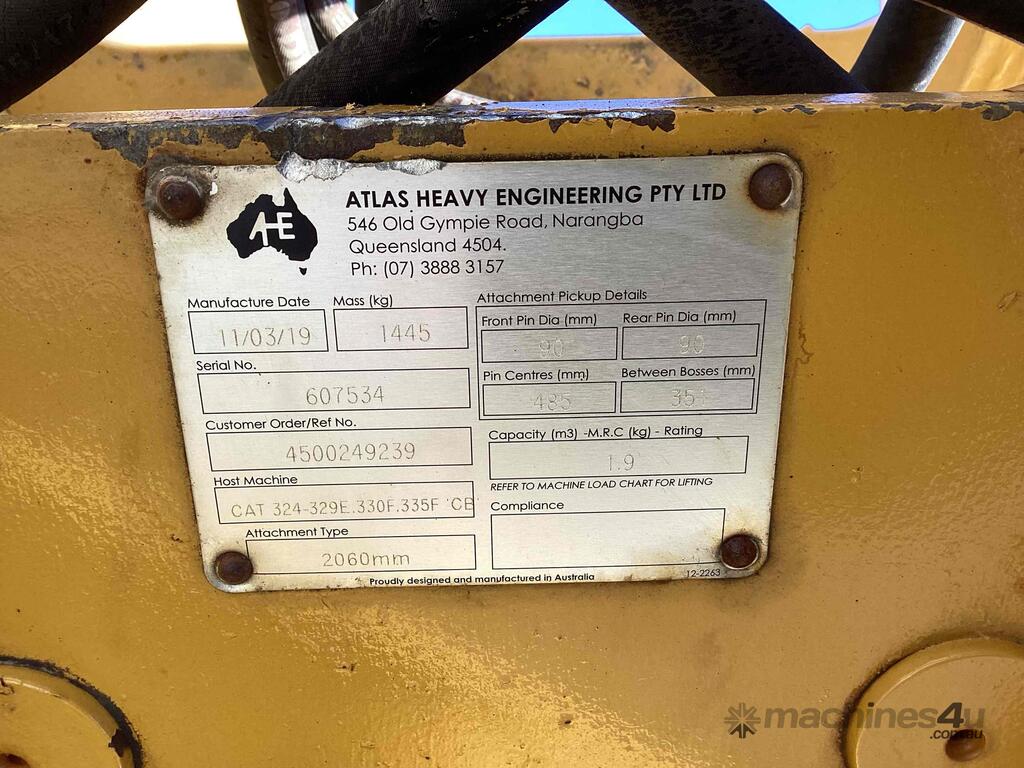 AHE
ATLAS HEAVY ENGINEERING PTY LTD
546 Old Gympie Road, Narangba
Queensland 4504.
Ph: (07) 3888 3157
Manufacture Date
11/03/19
Mass (kg)
1445
Serial No.
607534
Customer Order/Ref No.
4500249239
Host Machine
CAT 324-329E.330F.335F 'CB'
Attachment Type
2060mm
Attachment Pickup Details
Front Pin Dia (mm)
90
Rear Pin Dia (mm)
90
Pin Centres (mm)
485
Between Bosses (mm)
351
Capacity (m3) -M.R.C (kg) - Rating
1.9
REFER TO MACHINE LOAD CHART FOR LIFTING
Compliance
Proudly designed and manufactured in Australia
12-2263
machines4u
.com.au